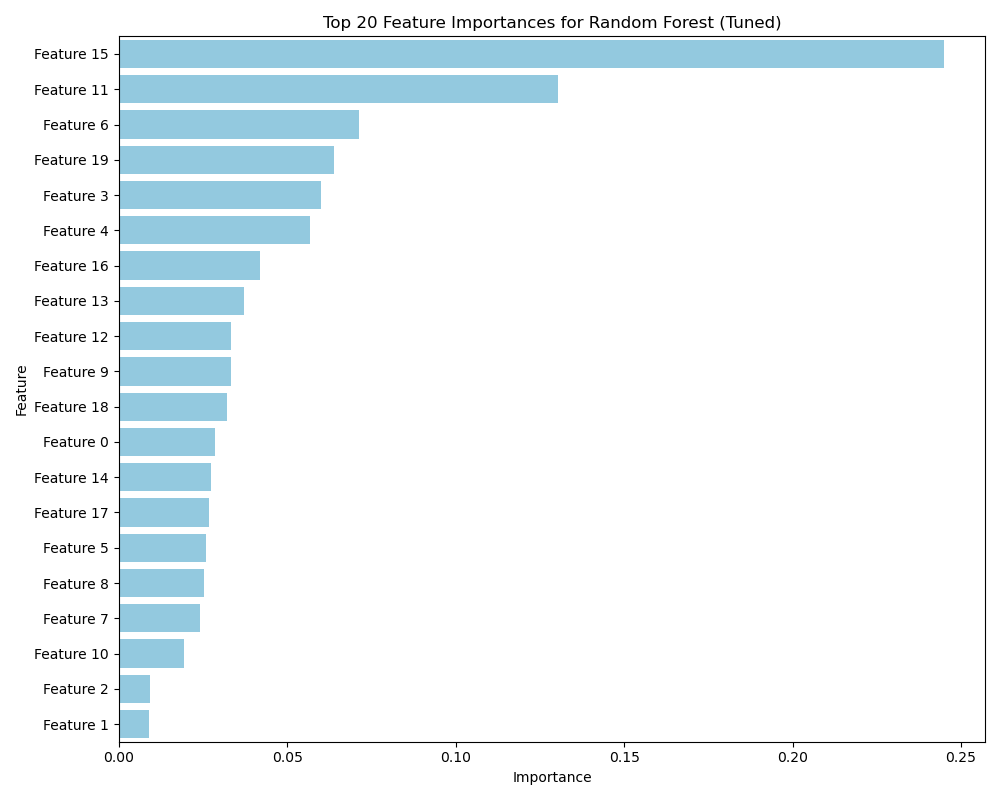 Top 20 Feature Importances for Random Forest (Tuned)
Feature 15
Feature 11
Feature 6
Feature 19
Feature 3
Feature 4
Feature 16
Feature 13
Feature 12
Feature 9
Feature 18
Feature 0
Feature 14
Feature 17
Feature 5
Feature 8
Feature 7
Feature 10
Feature 2
Feature 1
Feature
0.00 0.05 0.10 0.15 0.20 0.25
Importance